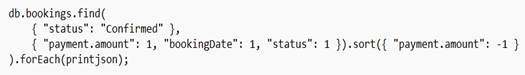 db.bookings.find(
    { "status": "Confirmed" },
    { "payment.amount": 1, "bookingDate": 1, "status": 1 }).sort({ "payment.amount": -1 }
).forEach(printjson);